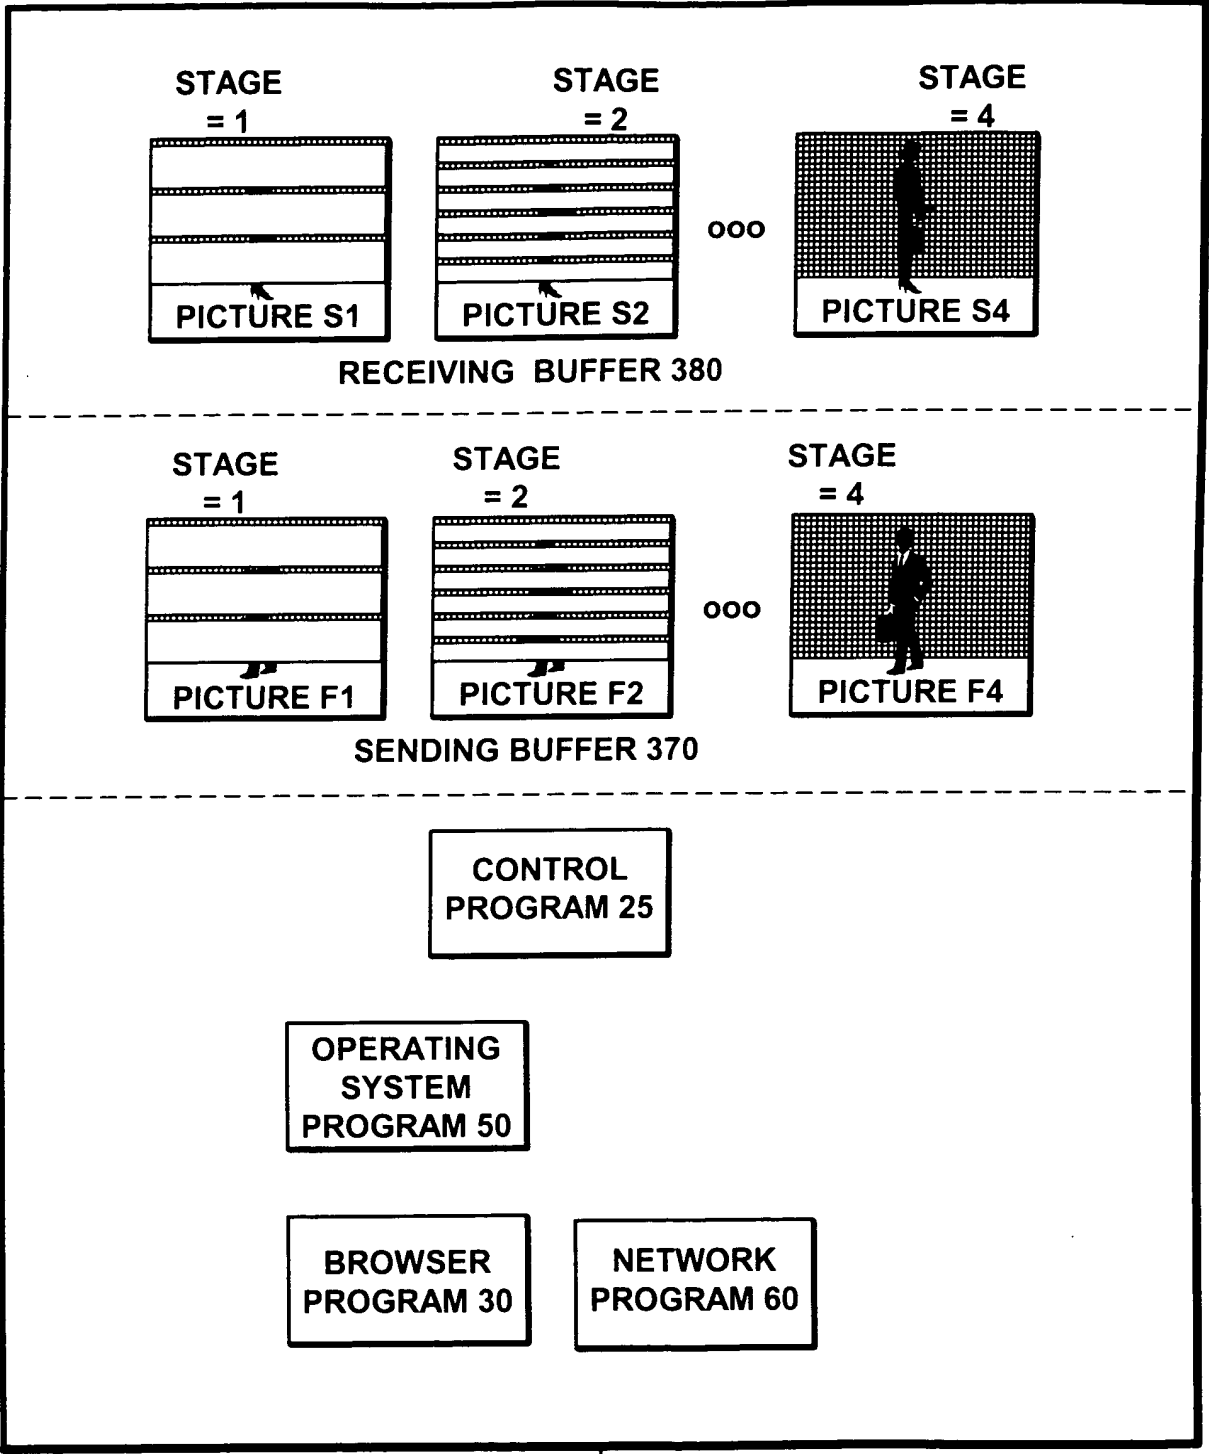 STAGE
= 1
STAGE
= 2
STAGE
= 4
ooo
PICTURE S1
PICTURE S2
PICTURE S4
RECEIVING BUFFER 380
STAGE
= 1
STAGE
= 2
STAGE
= 4
ooo
PICTURE F1
PICTURE F2
PICTURE F4
SENDING BUFFER 370
CONTROL
PROGRAM 25
OPERATING
SYSTEM
PROGRAM 50
BROWSER
PROGRAM 30
NETWORK
PROGRAM 60